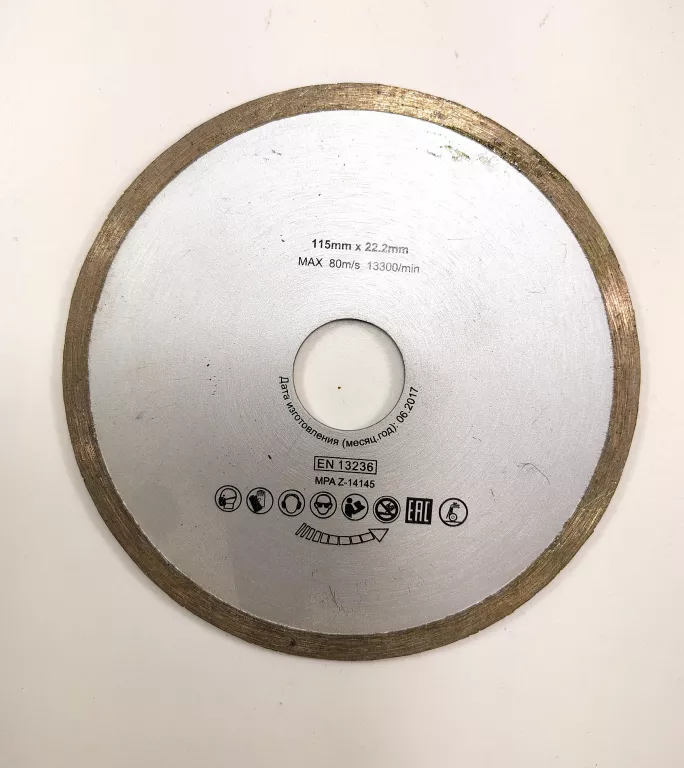 115mm x 22.2mm
MAX 80m/s 13300/min
Дата изготовления (месяц.год): 06.2017
EN 13236
MPA Z-14145
EAC